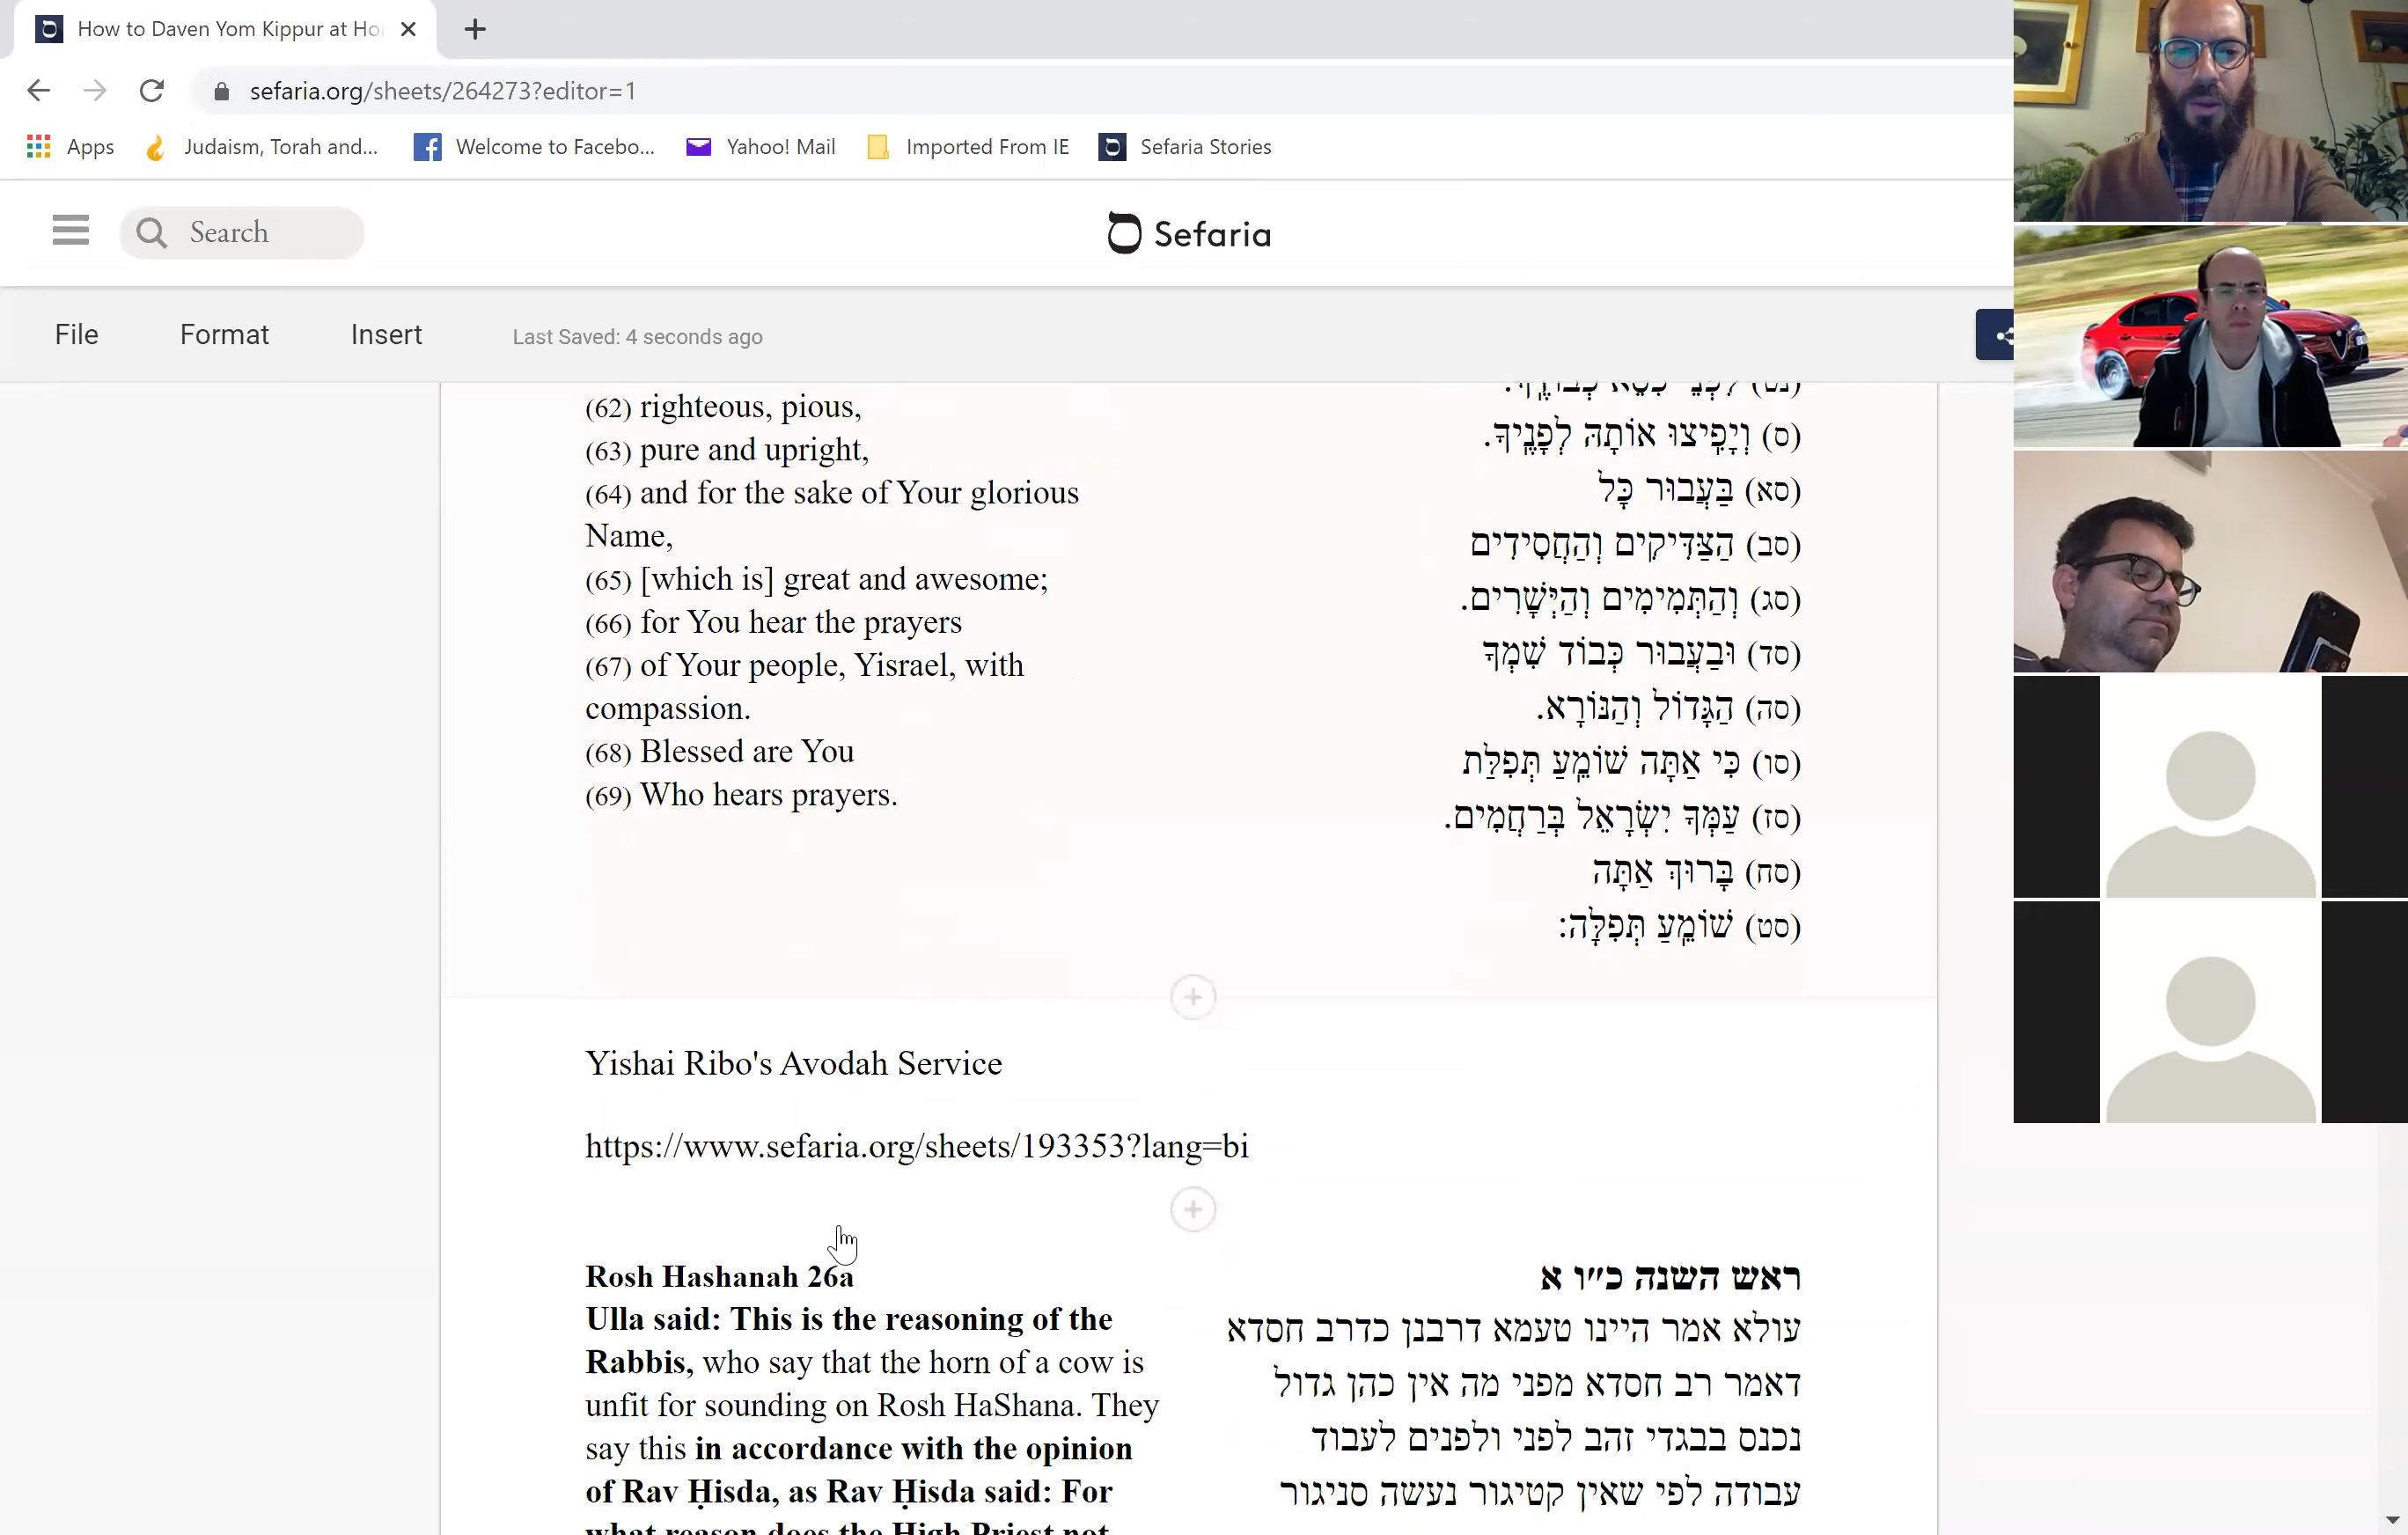 How to Daven Yom Kippur at Ho
sefaria.org/sheets/264273?editor=1
Apps
Judaism, Torah and...
Welcome to Facebo...
Yahoo! Mail
Imported From IE
Sefaria Stories
Search
Sefaria
File
Format
Insert
Last Saved: 4 seconds ago
(62) righteous, pious,
(63) pure and upright,
(64) and for the sake of Your glorious
Name,
(65) [which is] great and awesome;
(66) for You hear the prayers
(67) of Your people, Yisrael, with
compassion.
(68) Blessed are You
(69) Who hears prayers.
(נט) לִפְנֵי כִסֵּא כְבוֹדֶֽךָ.
(ס) וְיָפִֽיצוּ אוֹתָהּ לְפָנֶֽיךָ.
(סא) בַּעֲבוּר כָּל
(סב) הַצַּדִּיקִים וְהַחֲסִידִים
(סג) וְהַתְּמִימִים וְהַיְּשָׁרִים.
(סד) וּבַעֲבוּר כְּבוֹד שִׁמְךָ
(סה) הַגָּדוֹל וְהַנּוֹרָא.
(סו) כִּי אַתָּה שׁוֹמֵֽעַ תְּפִלַּת
(סז) עַמְּךָ יִשְׂרָאֵל בְּרַחֲמִים.
(סח) בָּרוּךְ אַתָּה
(סט) שׁוֹמֵֽעַ תְּפִלָּה:
Yishai Ribo's Avodah Service
https://www.sefaria.org/sheets/193353?lang=bi
Rosh Hashanah 26a
Ulla said: This is the reasoning of the
Rabbis, who say that the horn of a cow is
unfit for sounding on Rosh HaShana. They
say this in accordance with the opinion
of Rav Ḥisda, as Rav Ḥisda said: For
what reason does the High Priest not
ראש השנה כ״ו א
עולא אמר היינו טעמא דרבנן כדרב חסדא
דאמר רב חסדא מפני מה אין כהן גדול
נכנס בבגדי זהב לפני ולפנים לעבוד
עבודה לפי שאין קטיגור נעשה סניגור